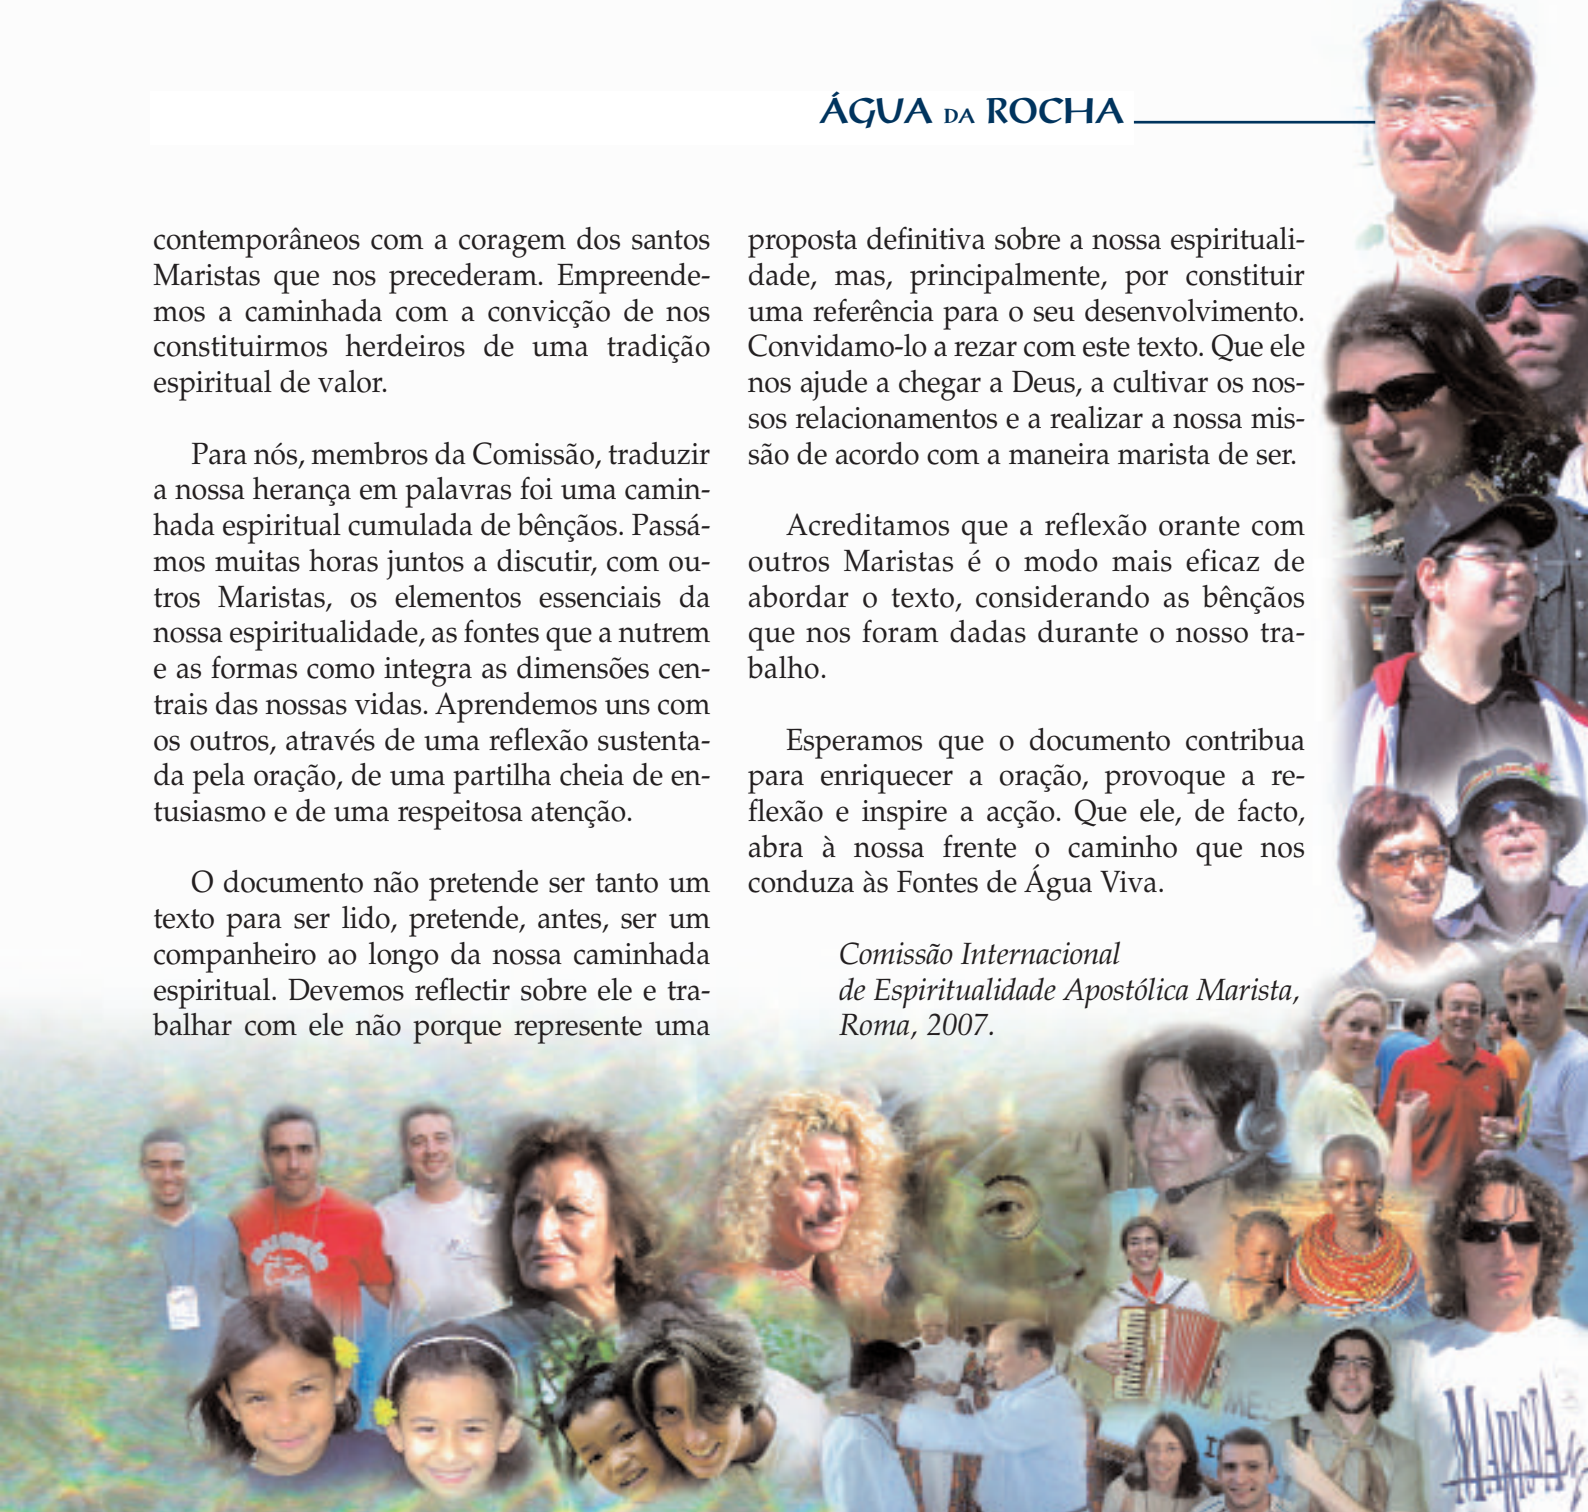 ÁGUA DA ROCHA
contemporâneos com a coragem dos santos
Maristas que nos precederam. Empreende-
mos a caminhada com a convicção de nos
constituirmos herdeiros de uma tradição
espiritual de valor.
Para nós, membros da Comissão, traduzir
a nossa herança em palavras foi uma camin-
hada espiritual cumulada de bênçãos. Passá-
mos muitas horas juntos a discutir, com ou-
tros Maristas, os elementos essenciais da
nossa espiritualidade, as fontes que a nutrem
e as formas como integra as dimensões cen-
trais das nossas vidas. Aprendemos uns com
os outros, através de uma reflexão sustenta-
da pela oração, de uma partilha cheia de en-
tusiasmo e de uma respeitosa atenção.
O documento não pretende ser tanto um
texto para ser lido, pretende, antes, ser um
companheiro ao longo da nossa caminhada
espiritual. Devemos reflectir sobre ele e tra-
balhar com ele não porque represente uma
proposta definitiva sobre a nossa espirituali-
dade, mas, principalmente, por constituir
uma referência para o seu desenvolvimento.
Convidamo-lo a rezar com este texto. Que ele
nos ajude a chegar a Deus, a cultivar os nos-
sos relacionamentos e a realizar a nossa mis-
são de acordo com a maneira marista de ser.
Acreditamos que a reflexão orante com
outros Maristas é o modo mais eficaz de
abordar o texto, considerando as bênçãos
que nos foram dadas durante o nosso tra-
balho.
Esperamos que o documento contribua
para enriquecer a oração, provoque a re-
flexão e inspire a acção. Que ele, de facto,
abra à nossa frente o caminho que nos
conduza às Fontes de Água Viva.
Comissão Internacional
de Espiritualidade Apostólica Marista,
Roma, 2007.
MARISTA